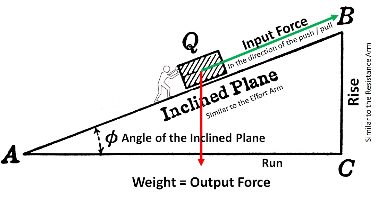 B
Q
Input Force
In the direction of the push / pull
Inclined Plane
Similar to the Effort Arm
Rise
Similar to the Resistance Arm
ϕ Angle of the Inclined Plane
A
Run
C
Weight = Output Force